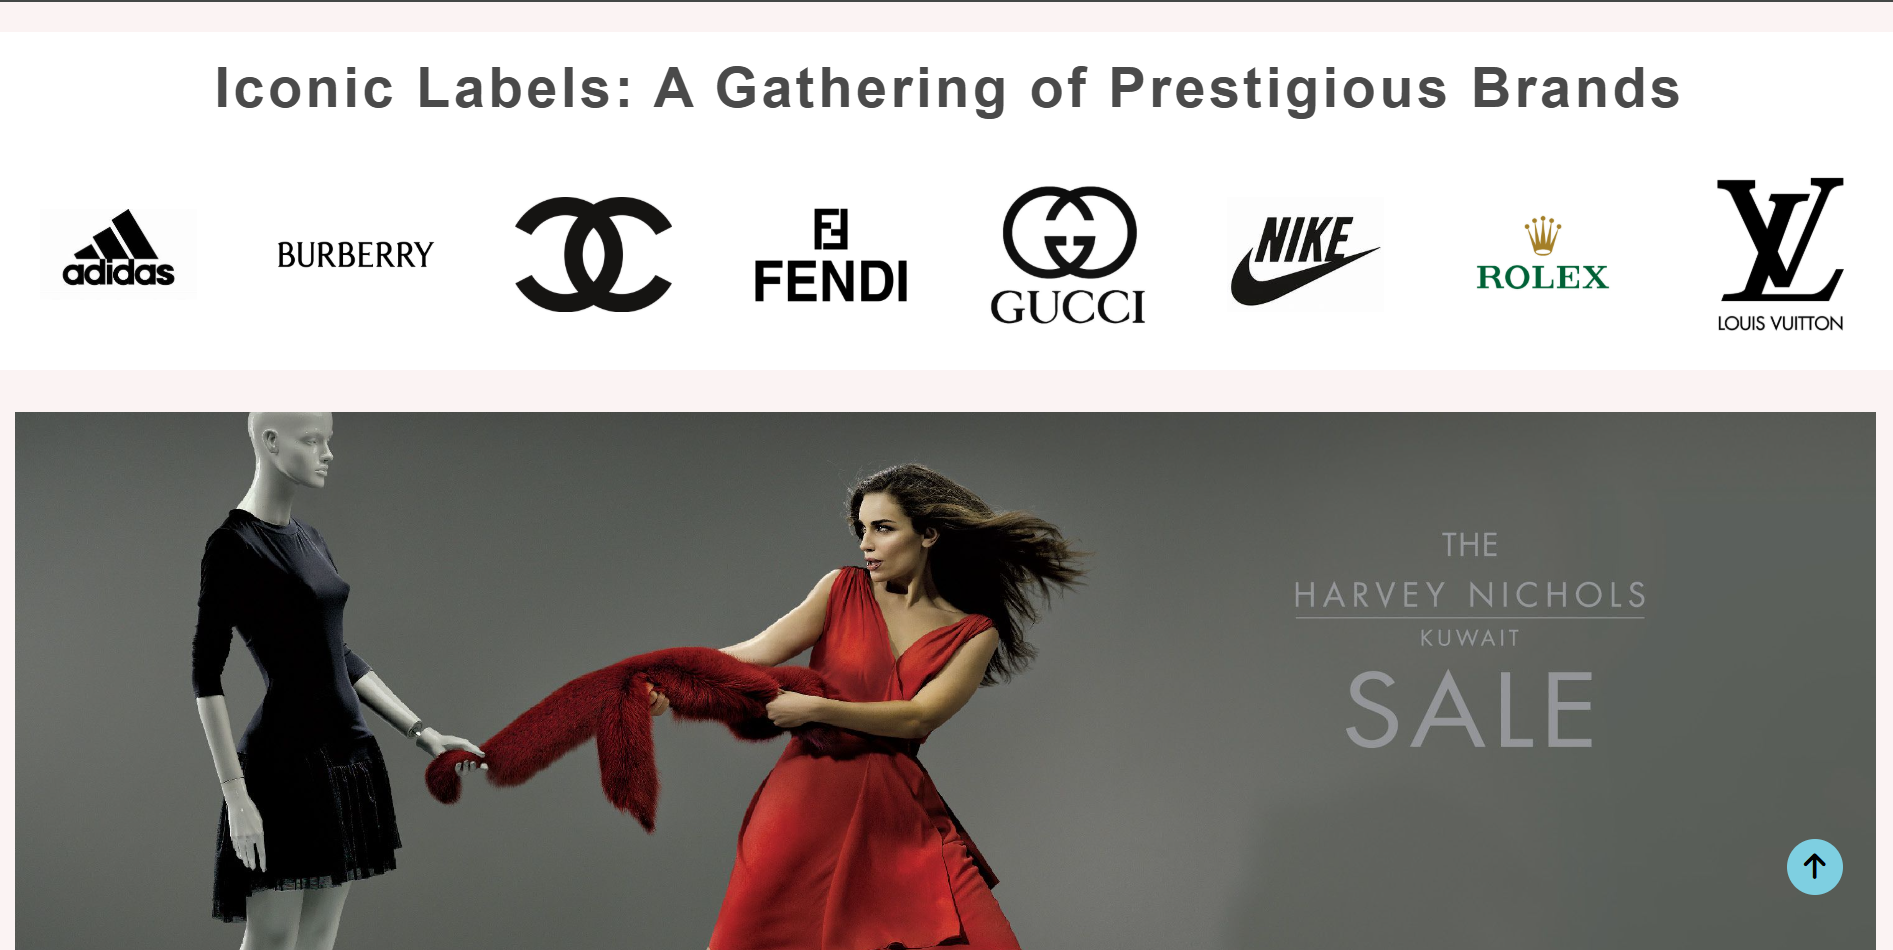 Iconic Labels: A Gathering of Prestigious Brands
adidas
BURBERRY
FENDI
GUCCI
NIKE
ROLEX
LOUIS VUITTON
THE
HARVEY NICHOLS
KUWAIT
SALE